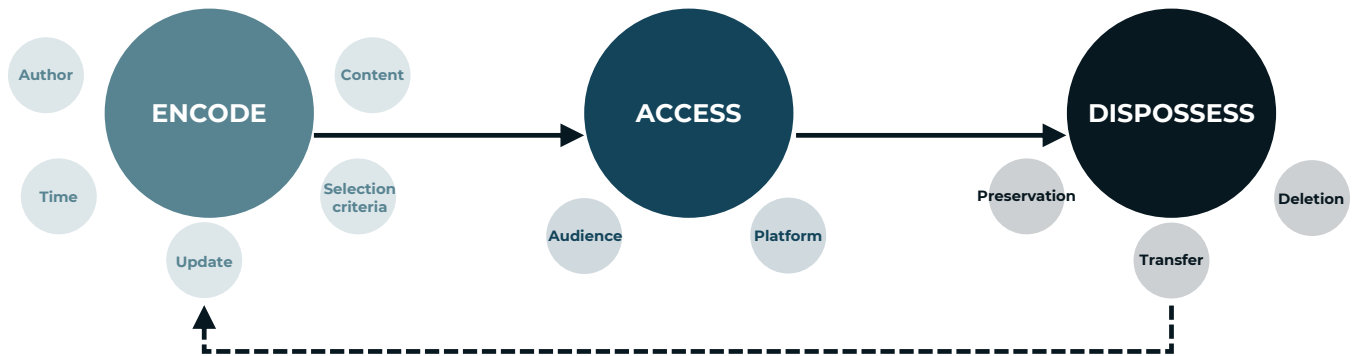 Author
ENCODE
Content
Time
Selection
criteria
Update
ACCESS
Audience
Platform
DISPOSSESS
Preservation
Deletion
Transfer